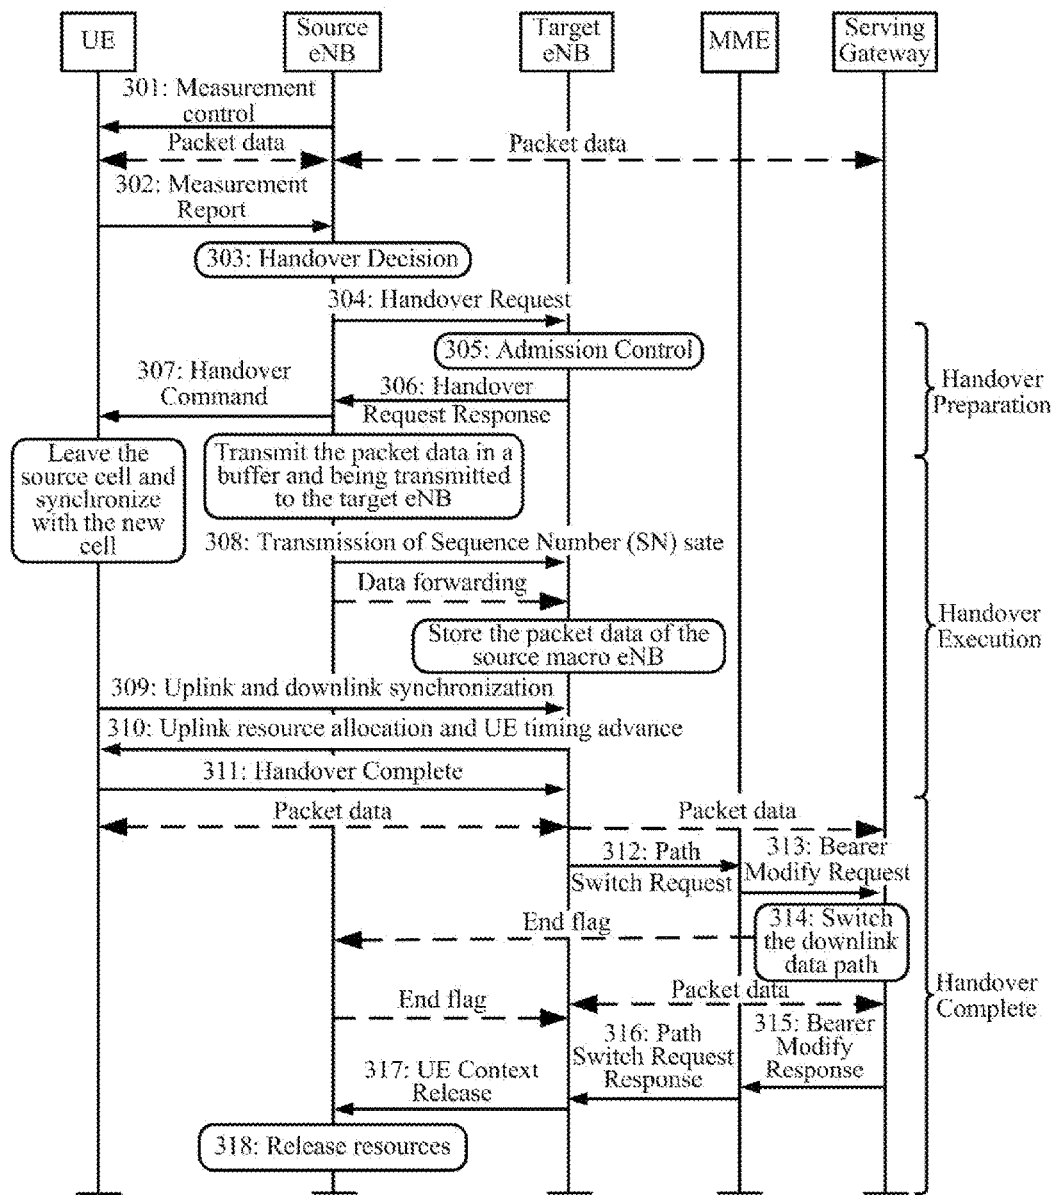 UE
Source
eNB
Target
eNB
MME
Serving
Gateway
301: Measurement
control
Packet data
Packet data
302: Measurement
Report
303: Handover Decision
304: Handover Request
305: Admission Control
307: Handover
Command
306: Handover
Request Response
Handover
Preparation
Leave the
source cell and
synchronize
with the new
cell
Transmit the packet data in a
buffer and being transmitted
to the target eNB
308: Transmission of Sequence Number (SN) sate
Data forwarding
Store the packet data of the
source macro eNB
Handover
Execution
309: Uplink and downlink synchronization
310: Uplink resource allocation and UE timing advance
311: Handover Complete
Packet data
Packet data
312: Path
Switch Request
313: Bearer
Modify Request
End flag
314: Switch
the downlink
data path
Packet data
End flag
Handover
Complete
315: Bearer
Modify
Response
316: Path
Switch Request
Response
317: UE Context
Release
318: Release resources